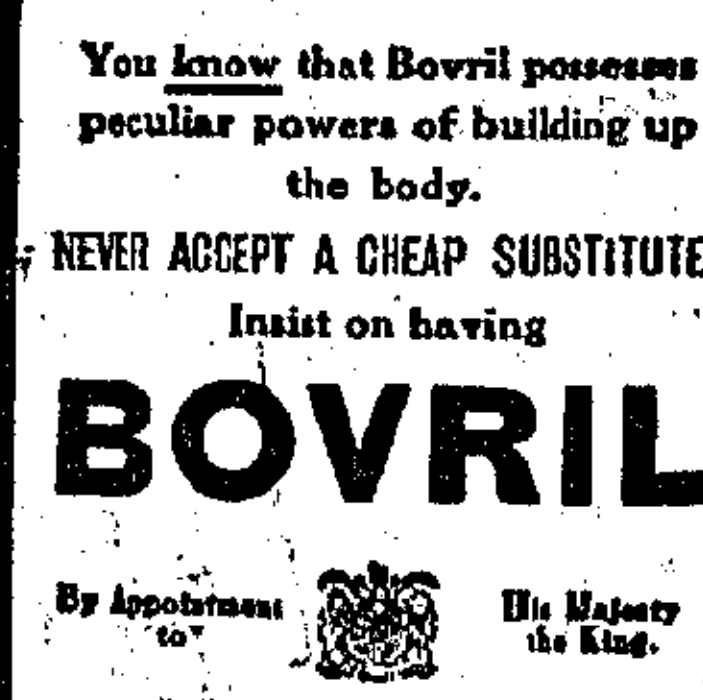 You know that Bovril possesses
peculiar powers of building up
the body.
NEVER ACCEPT A CHEAP SUBSTITUTE
Insist on having
BOVRIL
By Appointment His Majesty
to the King.